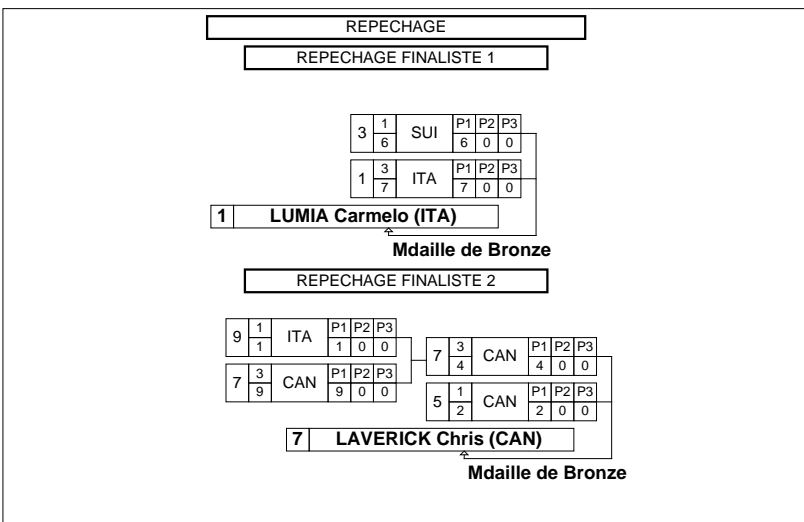 REPECHAGE
REPECHAGE FINALISTE 1
3 1 SUI P1 P2 P3
6 6 0 0
1 3 ITA P1 P2 P3
7 7 0 0
1 LUMIA Carmelo (ITA)
Mdaille de Bronze
REPECHAGE FINALISTE 2
9 1 ITA P1 P2 P3
1 1 0 0
7 3 CAN P1 P2 P3
9 9 0 0
7 3 CAN P1 P2 P3
4 4 0 0
5 1 CAN P1 P2 P3
2 2 0 0
7 LAVERICK Chris (CAN)
Mdaille de Bronze